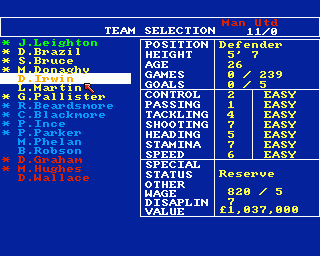 Man Utd
TEAM SELECTION 11/0
* J.Leighton
* D.Brazil
* S.Bruce
* M.Donaghy
D.Irwin
L.Martin
* G.Pallister
* R.Beardsmore
* C.Blackmore
* P.Ince
* P.Parker
M.Phelan
B.Robson
* D.Graham
* M.Hughes
D.Wallace
POSITION Defender
HEIGHT 5' 7
AGE 26
GAMES 0 / 239
GOALS 0 / 5
CONTROL 2 EASY
PASSING 1 EASY
TACKLING 4 EASY
SHOOTING 7 EASY
HEADING 5 EASY
STAMINA 7 EASY
SPEED 6 EASY
SPECIAL
STATUS Reserve
OTHER
WAGE 820 / 5
DISAPLIN 7
VALUE £1,037,000